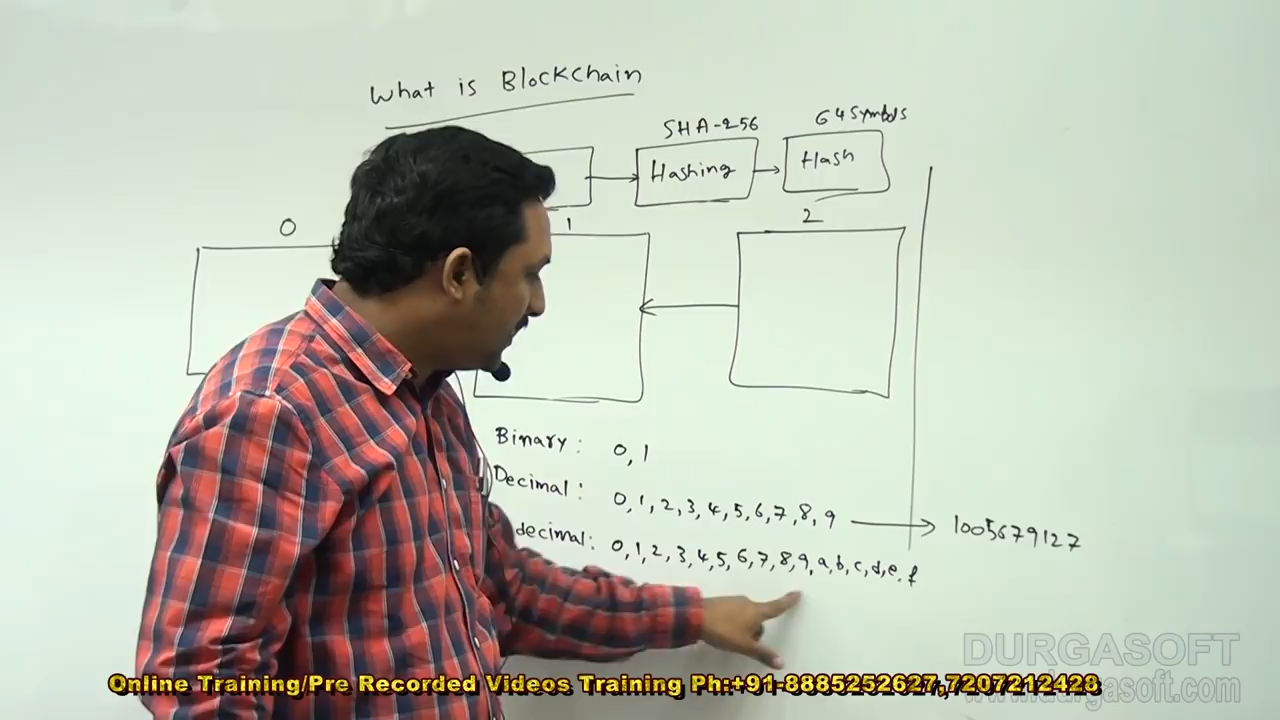 What is Blockchain
SHA-256
64 Symbols
Hashing
Hash
0
1
2
Binary: 0, 1
Decimal: 0, 1, 2, 3, 4, 5, 6, 7, 8, 9 → 1005679127
decimal: 0, 1, 2, 3, 4, 5, 6, 7, 8, 9, a, b, c, d, e, f
DURGASOFT
www.durgasoft.com
Online Training/Pre Recorded Videos Training Ph:+91-8885252627,7207212428